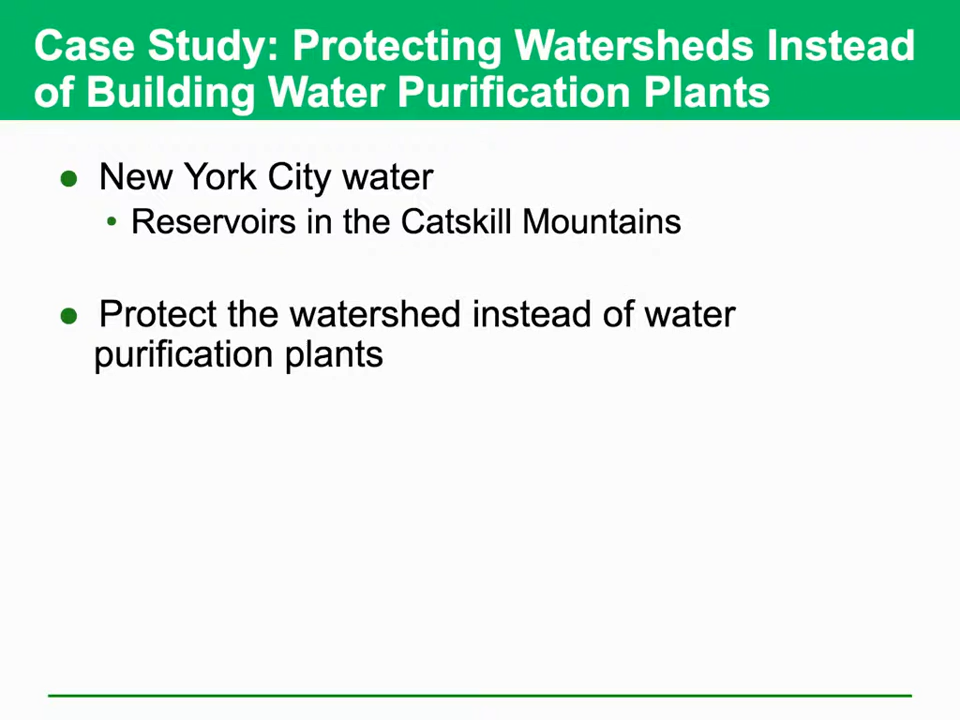 Case Study: Protecting Watersheds Instead
of Building Water Purification Plants
● New York City water
• Reservoirs in the Catskill Mountains
● Protect the watershed instead of water
purification plants